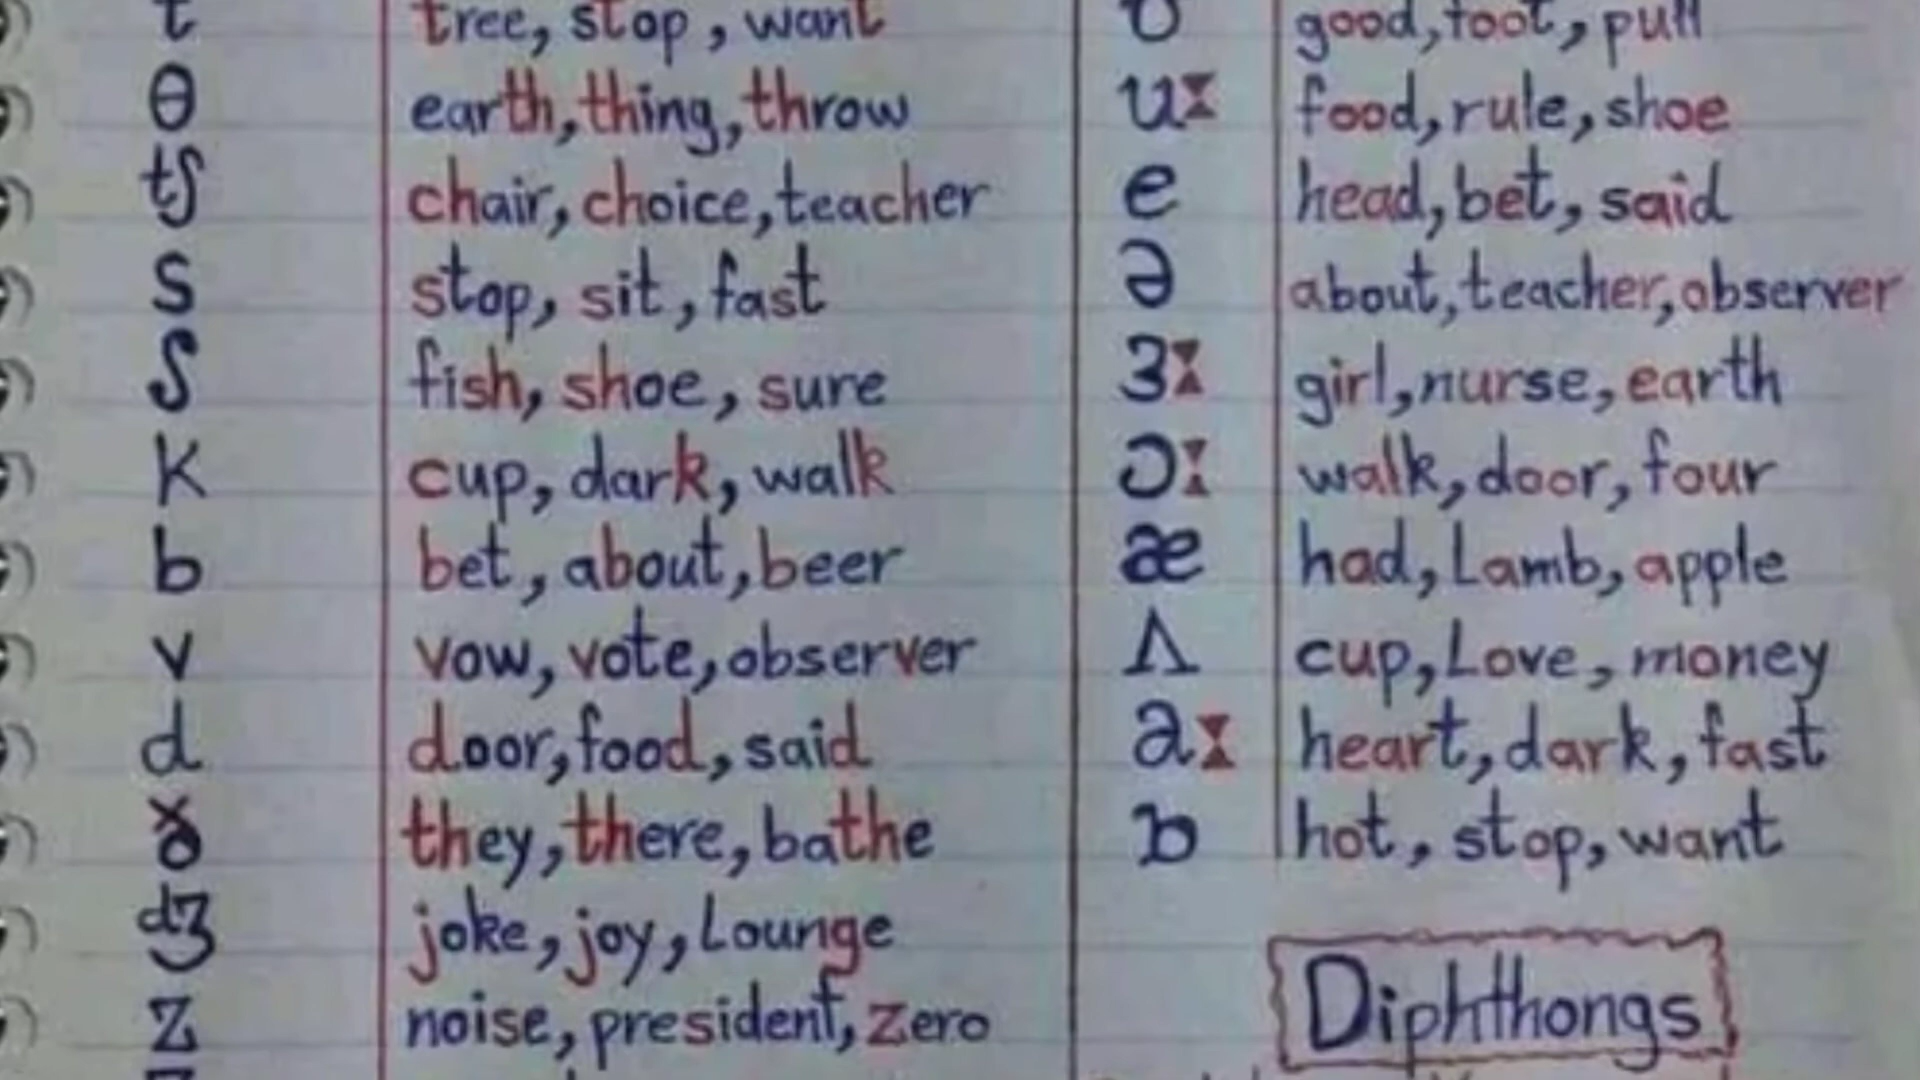 t tree, stop, want
θ earth, thing, throw
tʃ chair, choice, teacher
s stop, sit, fast
ʃ fish, shoe, sure
k cup, dark, walk
b bet, about, beer
v vow, vote, observer
d door, food, said
ð they, there, bathe
dʒ joke, joy, Lounge
z noise, president, zero
ʊ good, foot, pull
uː food, rule, shoe
e head, bet, said
ə about, teacher, observer
ɜː girl, nurse, earth
ɔː walk, door, four
æ had, Lamb, apple
ʌ cup, Love, money
aː heart, dark, fast
ɒ hot, stop, want
Diphthongs